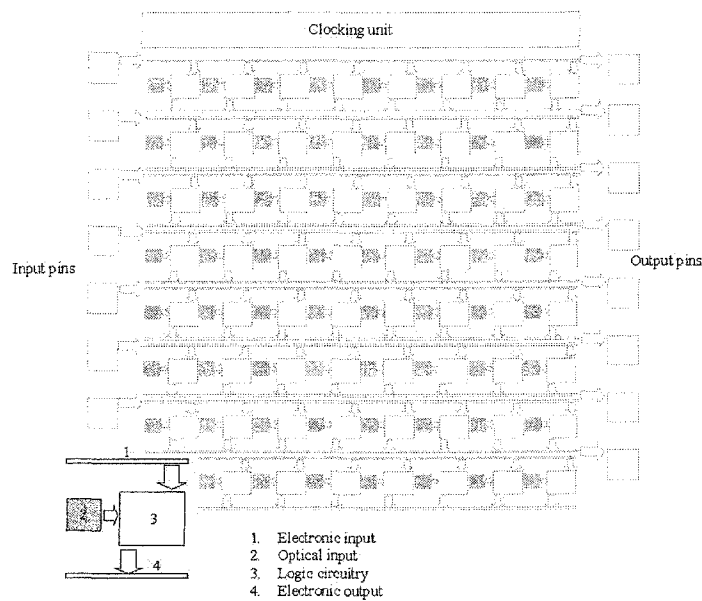 Clocking unit
Input pins
Output pins
1
2
3
4
1. Electronic input
2. Optical input
3. Logic circuitry
4. Electronic output